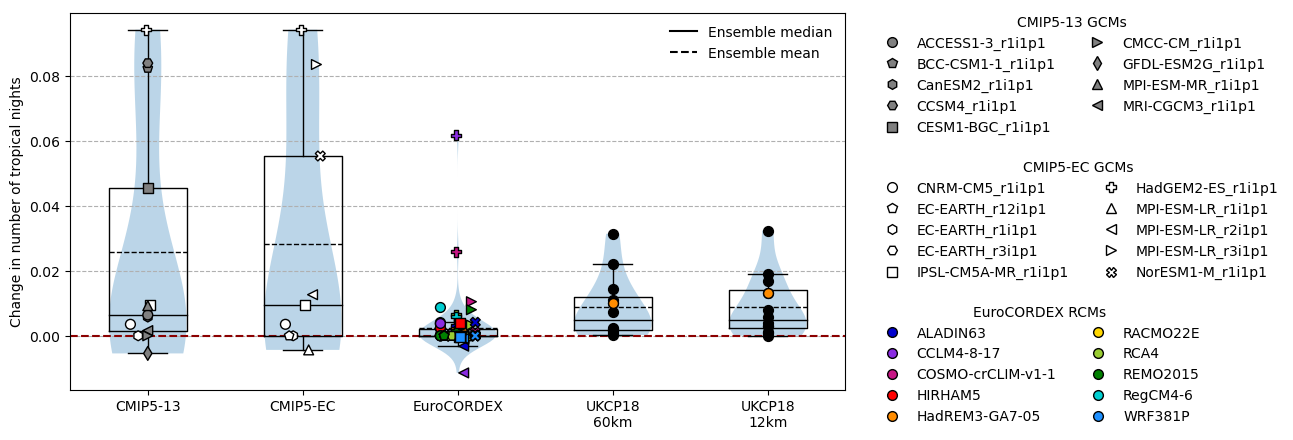 Change in number of tropical nights
0.08
0.06
0.04
0.02
0.00
Ensemble median
Ensemble mean
CMIP5-13
CMIP5-EC
EuroCORDEX
UKCP18
60km
UKCP18
12km
CMIP5-13 GCMs
ACCESS1-3_r1i1p1
BCC-CSM1-1_r1i1p1
CanESM2_r1i1p1
CCSM4_r1i1p1
CESM1-BGC_r1i1p1
CMCC-CM_r1i1p1
GFDL-ESM2G_r1i1p1
MPI-ESM-MR_r1i1p1
MRI-CGCM3_r1i1p1
CMIP5-EC GCMs
CNRM-CM5_r1i1p1
EC-EARTH_r12i1p1
EC-EARTH_r1i1p1
EC-EARTH_r3i1p1
IPSL-CM5A-MR_r1i1p1
HadGEM2-ES_r1i1p1
MPI-ESM-LR_r1i1p1
MPI-ESM-LR_r2i1p1
MPI-ESM-LR_r3i1p1
NorESM1-M_r1i1p1
EuroCORDEX RCMs
ALADIN63
CCLM4-8-17
COSMO-crCLIM-v1-1
HIRHAM5
HadREM3-GA7-05
RACMO22E
RCA4
REMO2015
RegCM4-6
WRF381P